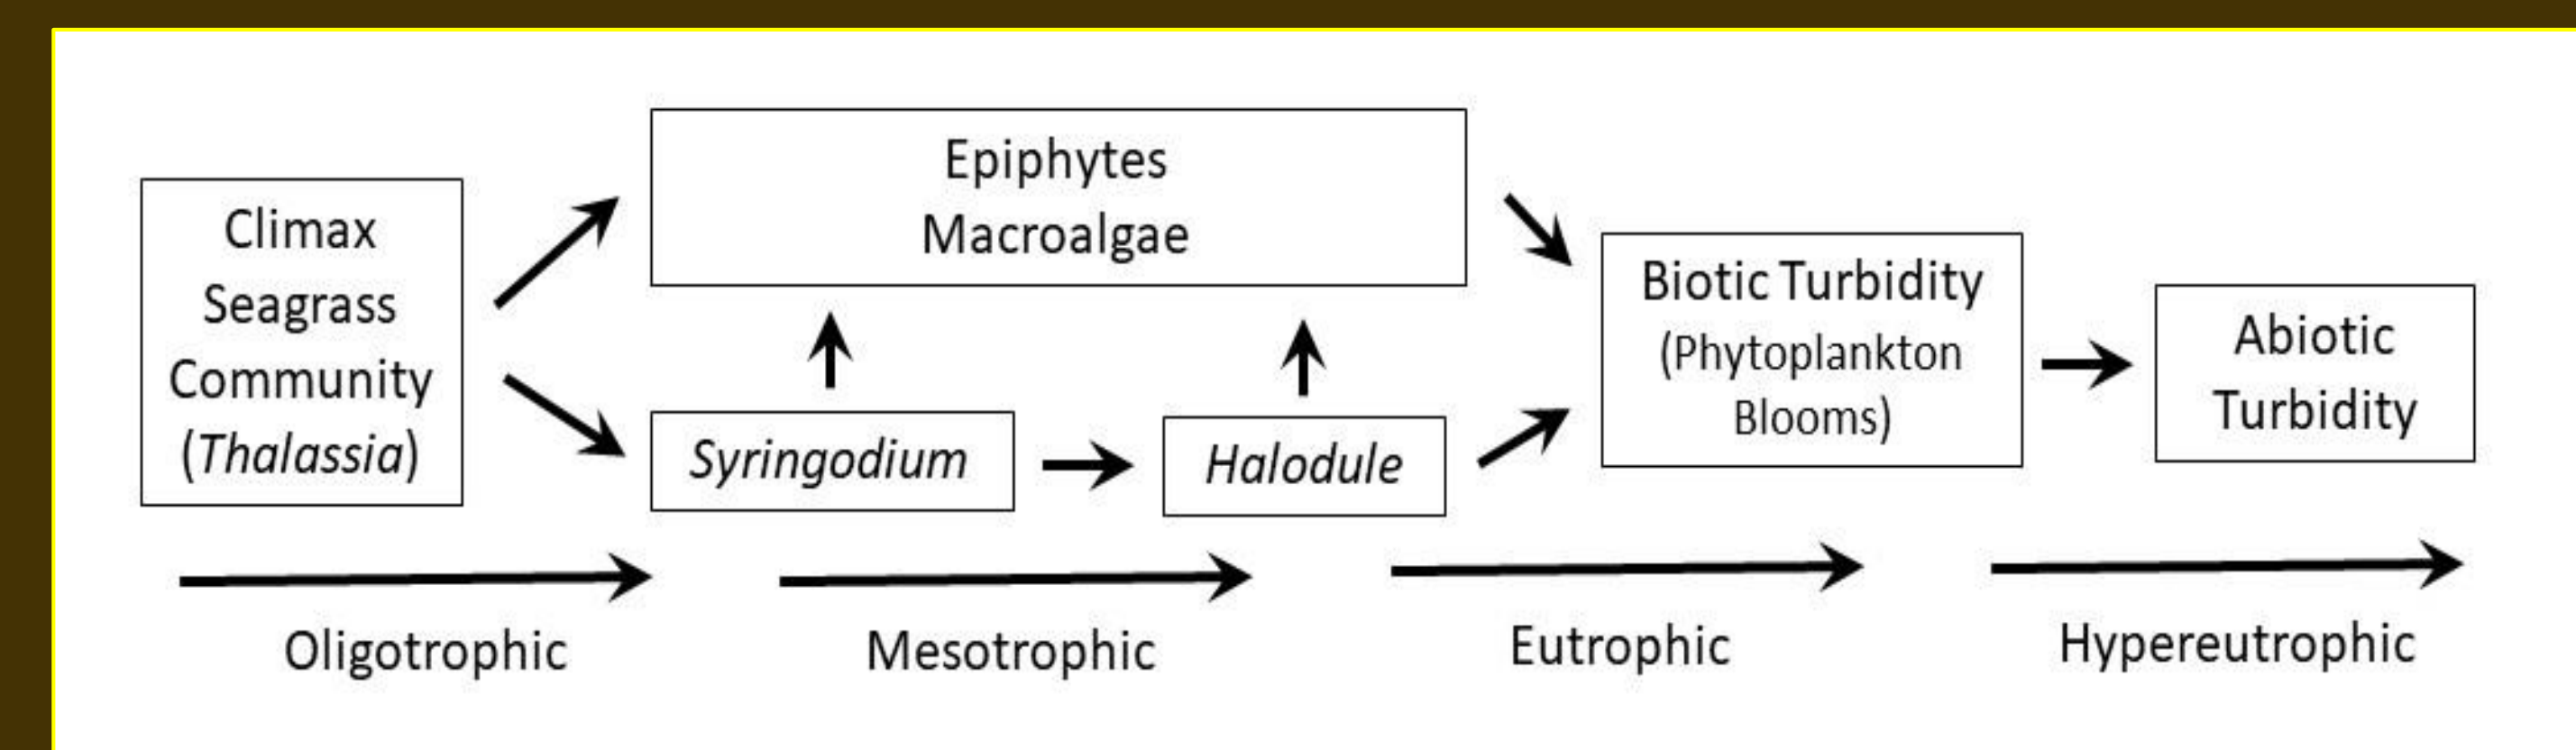 Climax
Seagrass
Community
(Thalassia)
Epiphytes
Macroalgae
Syringodium
Halodule
Biotic Turbidity
(Phytoplankton
Blooms)
Abiotic
Turbidity
Oligotrophic
Mesotrophic
Eutrophic
Hypereutrophic